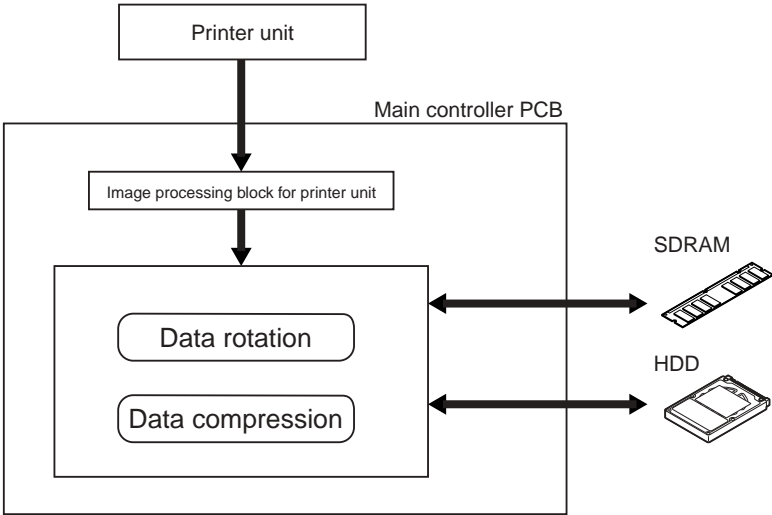 Printer unit
Main controller PCB
Image processing block for printer unit
SDRAM
Data rotation
HDD
Data compression